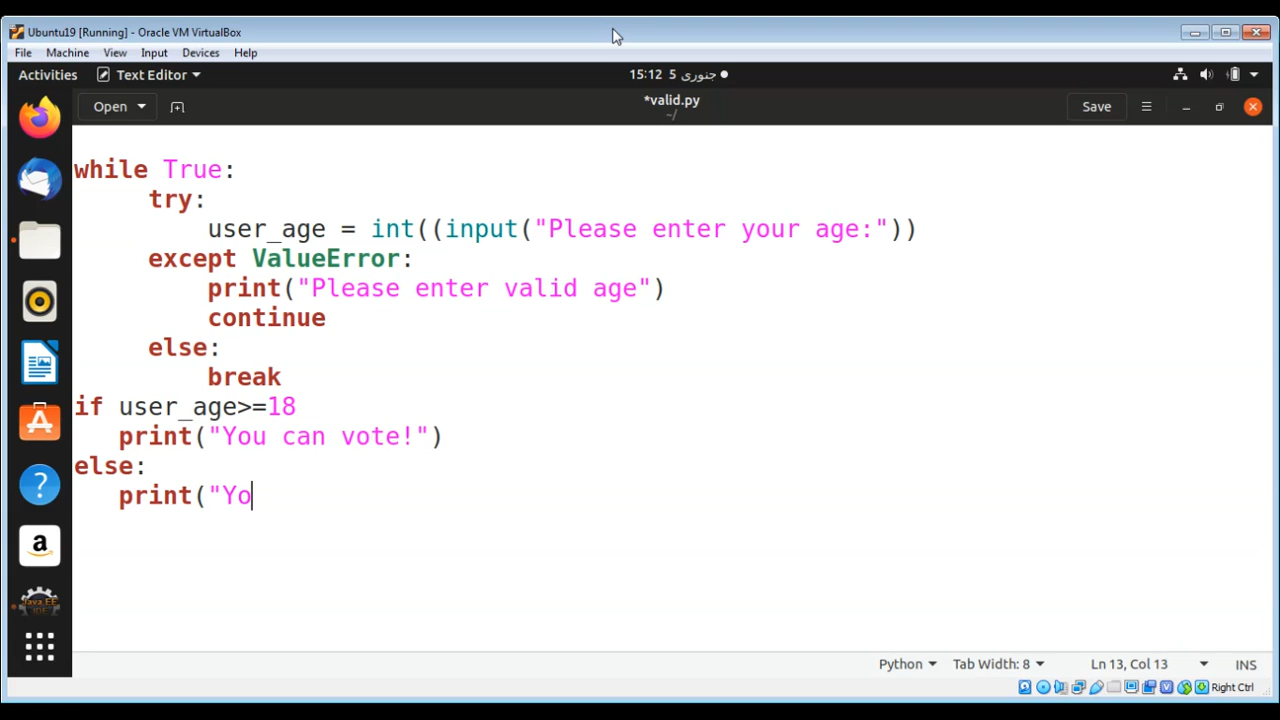 Ubuntu19 [Running] - Oracle VM VirtualBox
File Machine View Input Devices Help
Activities Text Editor 15:12 5 جنوری
Open *valid.py Save
~/
while True:
try:
user_age = int((input("Please enter your age:"))
except ValueError:
print("Please enter valid age")
continue
else:
break
if user_age>=18
print("You can vote!")
else:
print("Yo
a
Java EE
IDE
Python Tab Width: 8 Ln 13, Col 13 INS
Right Ctrl